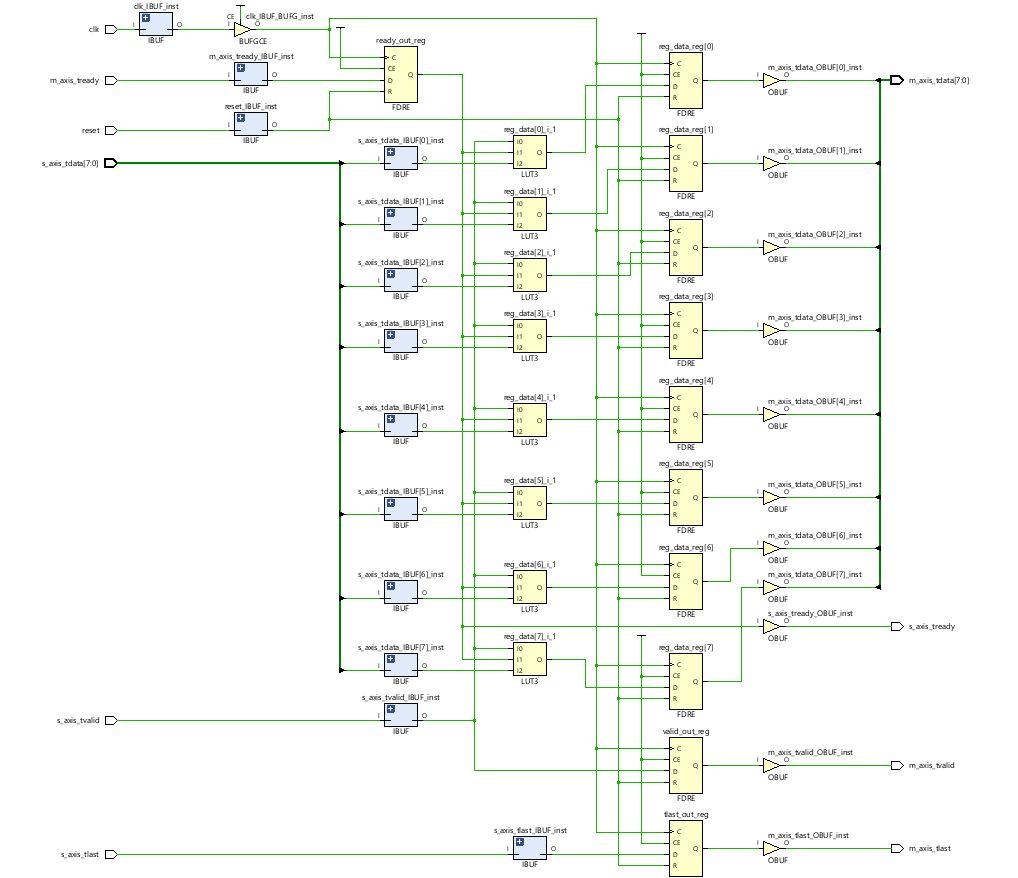 clk_IBUF_inst
I O
IBUF
clk
CE clk_IBUF_BUFG_inst
I O
BUFGCE
m_axis_tready_IBUF_inst
I O
IBUF
m_axis_tready
reset_IBUF_inst
I O
IBUF
reset
ready_out_reg
C
CE
D
R
Q
FDRE
s_axis_tdata[7:0]
s_axis_tdata_IBUF[0]_inst
I O
IBUF
s_axis_tdata_IBUF[1]_inst
I O
IBUF
s_axis_tdata_IBUF[2]_inst
I O
IBUF
s_axis_tdata_IBUF[3]_inst
I O
IBUF
s_axis_tdata_IBUF[4]_inst
I O
IBUF
s_axis_tdata_IBUF[5]_inst
I O
IBUF
s_axis_tdata_IBUF[6]_inst
I O
IBUF
s_axis_tdata_IBUF[7]_inst
I O
IBUF
s_axis_tvalid_IBUF_inst
I O
IBUF
s_axis_tvalid
s_axis_tlast_IBUF_inst
I O
IBUF
s_axis_tlast
reg_data[0]_i_1
I0
I1 O
I2
LUT3
reg_data[1]_i_1
I0
I1 O
I2
LUT3
reg_data[2]_i_1
I0
I1 O
I2
LUT3
reg_data[3]_i_1
I0
I1 O
I2
LUT3
reg_data[4]_i_1
I0
I1 O
I2
LUT3
reg_data[5]_i_1
I0
I1 O
I2
LUT3
reg_data[6]_i_1
I0
I1 O
I2
LUT3
reg_data[7]_i_1
I0
I1 O
I2
LUT3
reg_data_reg[0]
C
CE
D
R
Q
FDRE
reg_data_reg[1]
C
CE
D
R
Q
FDRE
reg_data_reg[2]
C
CE
D
R
Q
FDRE
reg_data_reg[3]
C
CE
D
R
Q
FDRE
reg_data_reg[4]
C
CE
D
R
Q
FDRE
reg_data_reg[5]
C
CE
D
R
Q
FDRE
reg_data_reg[6]
C
CE
D
R
Q
FDRE
reg_data_reg[7]
C
CE
D
R
Q
FDRE
valid_out_reg
C
CE
D
R
Q
FDRE
tlast_out_reg
C
CE
D
R
Q
m_axis_tdata_OBUF[0]_inst
I O
OBUF
m_axis_tdata[7:0]
m_axis_tdata_OBUF[1]_inst
I O
OBUF
m_axis_tdata_OBUF[2]_inst
I O
OBUF
m_axis_tdata_OBUF[3]_inst
I O
OBUF
m_axis_tdata_OBUF[4]_inst
I O
OBUF
m_axis_tdata_OBUF[5]_inst
I O
OBUF
m_axis_tdata_OBUF[6]_inst
I O
OBUF
m_axis_tdata_OBUF[7]_inst
I O
OBUF
s_axis_tready_OBUF_inst
I O
OBUF
s_axis_tready
m_axis_tvalid_OBUF_inst
I O
OBUF
m_axis_tvalid
m_axis_tlast_OBUF_inst
I O
OBUF
m_axis_tlast